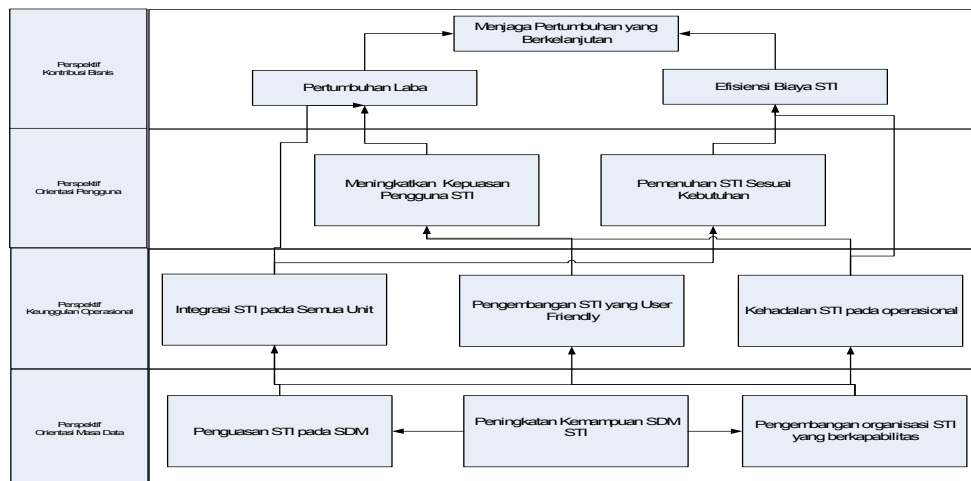 Perspektif
Kontribusi Bisnis
Menjaga Pertumbuhan yang
Berkelanjutan
Pertumbuhan Laba
Efisiensi Biaya STI
Perspektif
Orientasi Pengguna
Meningkatkan Kepuasan
Pengguna STI
Pemenuhan STI Sesuai
Kebutuhan
Perspektif
Keunggulan Operasional
Integrasi STI pada Semua Unit
Pengembangan STI yang User
Friendly
Kehadalan STI pada operasional
Perspektif
Orientasi Masa Data
Penguasan STI pada SDM
Peningkatan Kemampuan SDM
STI
Pengembangan organisasi STI
yang berkapabilitas